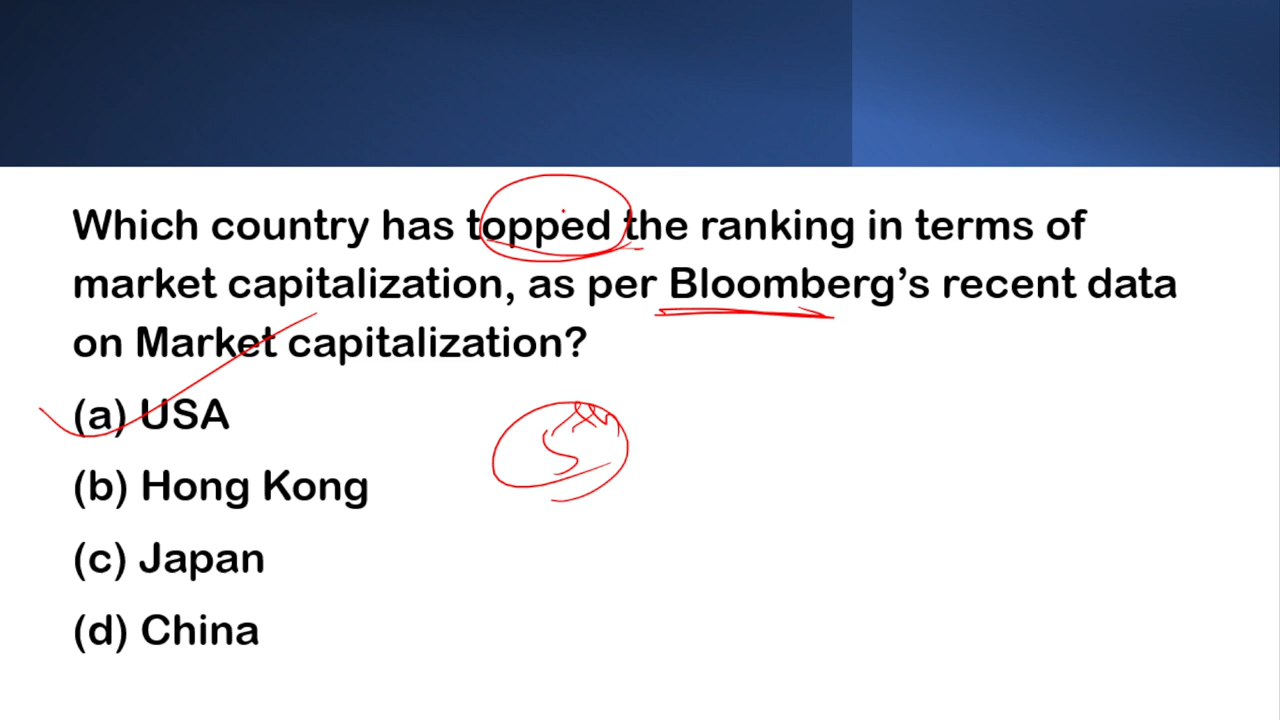 Which country has topped the ranking in terms of
market capitalization, as per Bloomberg’s recent data
on Market capitalization?
(a) USA
(b) Hong Kong
(c) Japan
(d) China